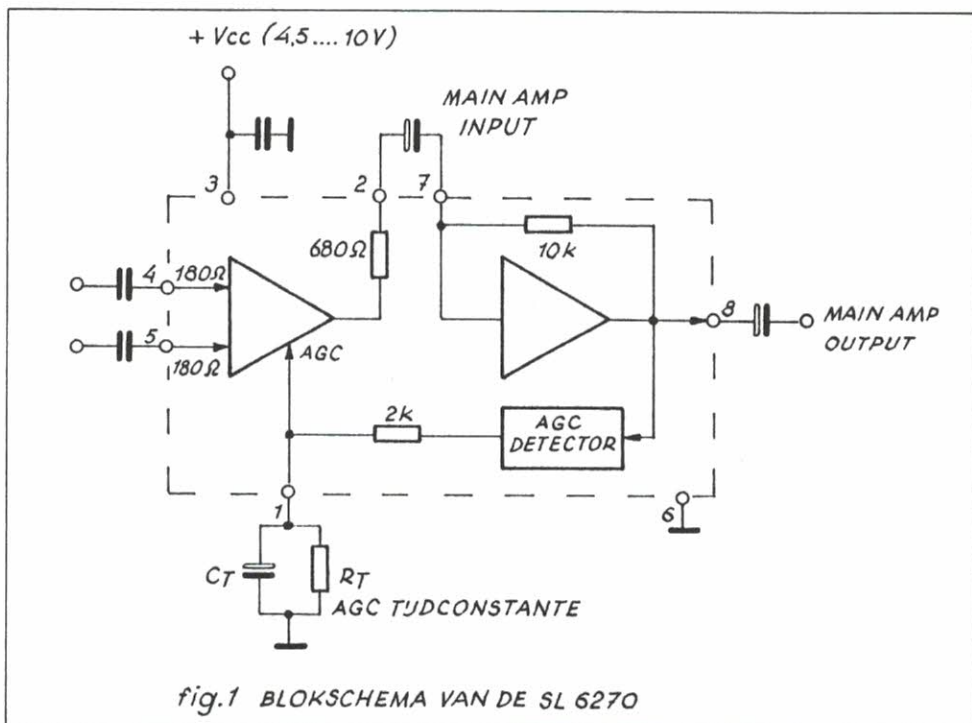 + Vcc (4,5....10V)
MAIN AMP
INPUT
3
2
7
680Ω
10k
4
180Ω
5
180Ω
AGC
8
MAIN AMP
OUTPUT
2k
AGC
DETECTOR
1
6
CT
RT
AGC TIJDCONSTANTE
fig.1 BLOKSCHEMA VAN DE SL 6270